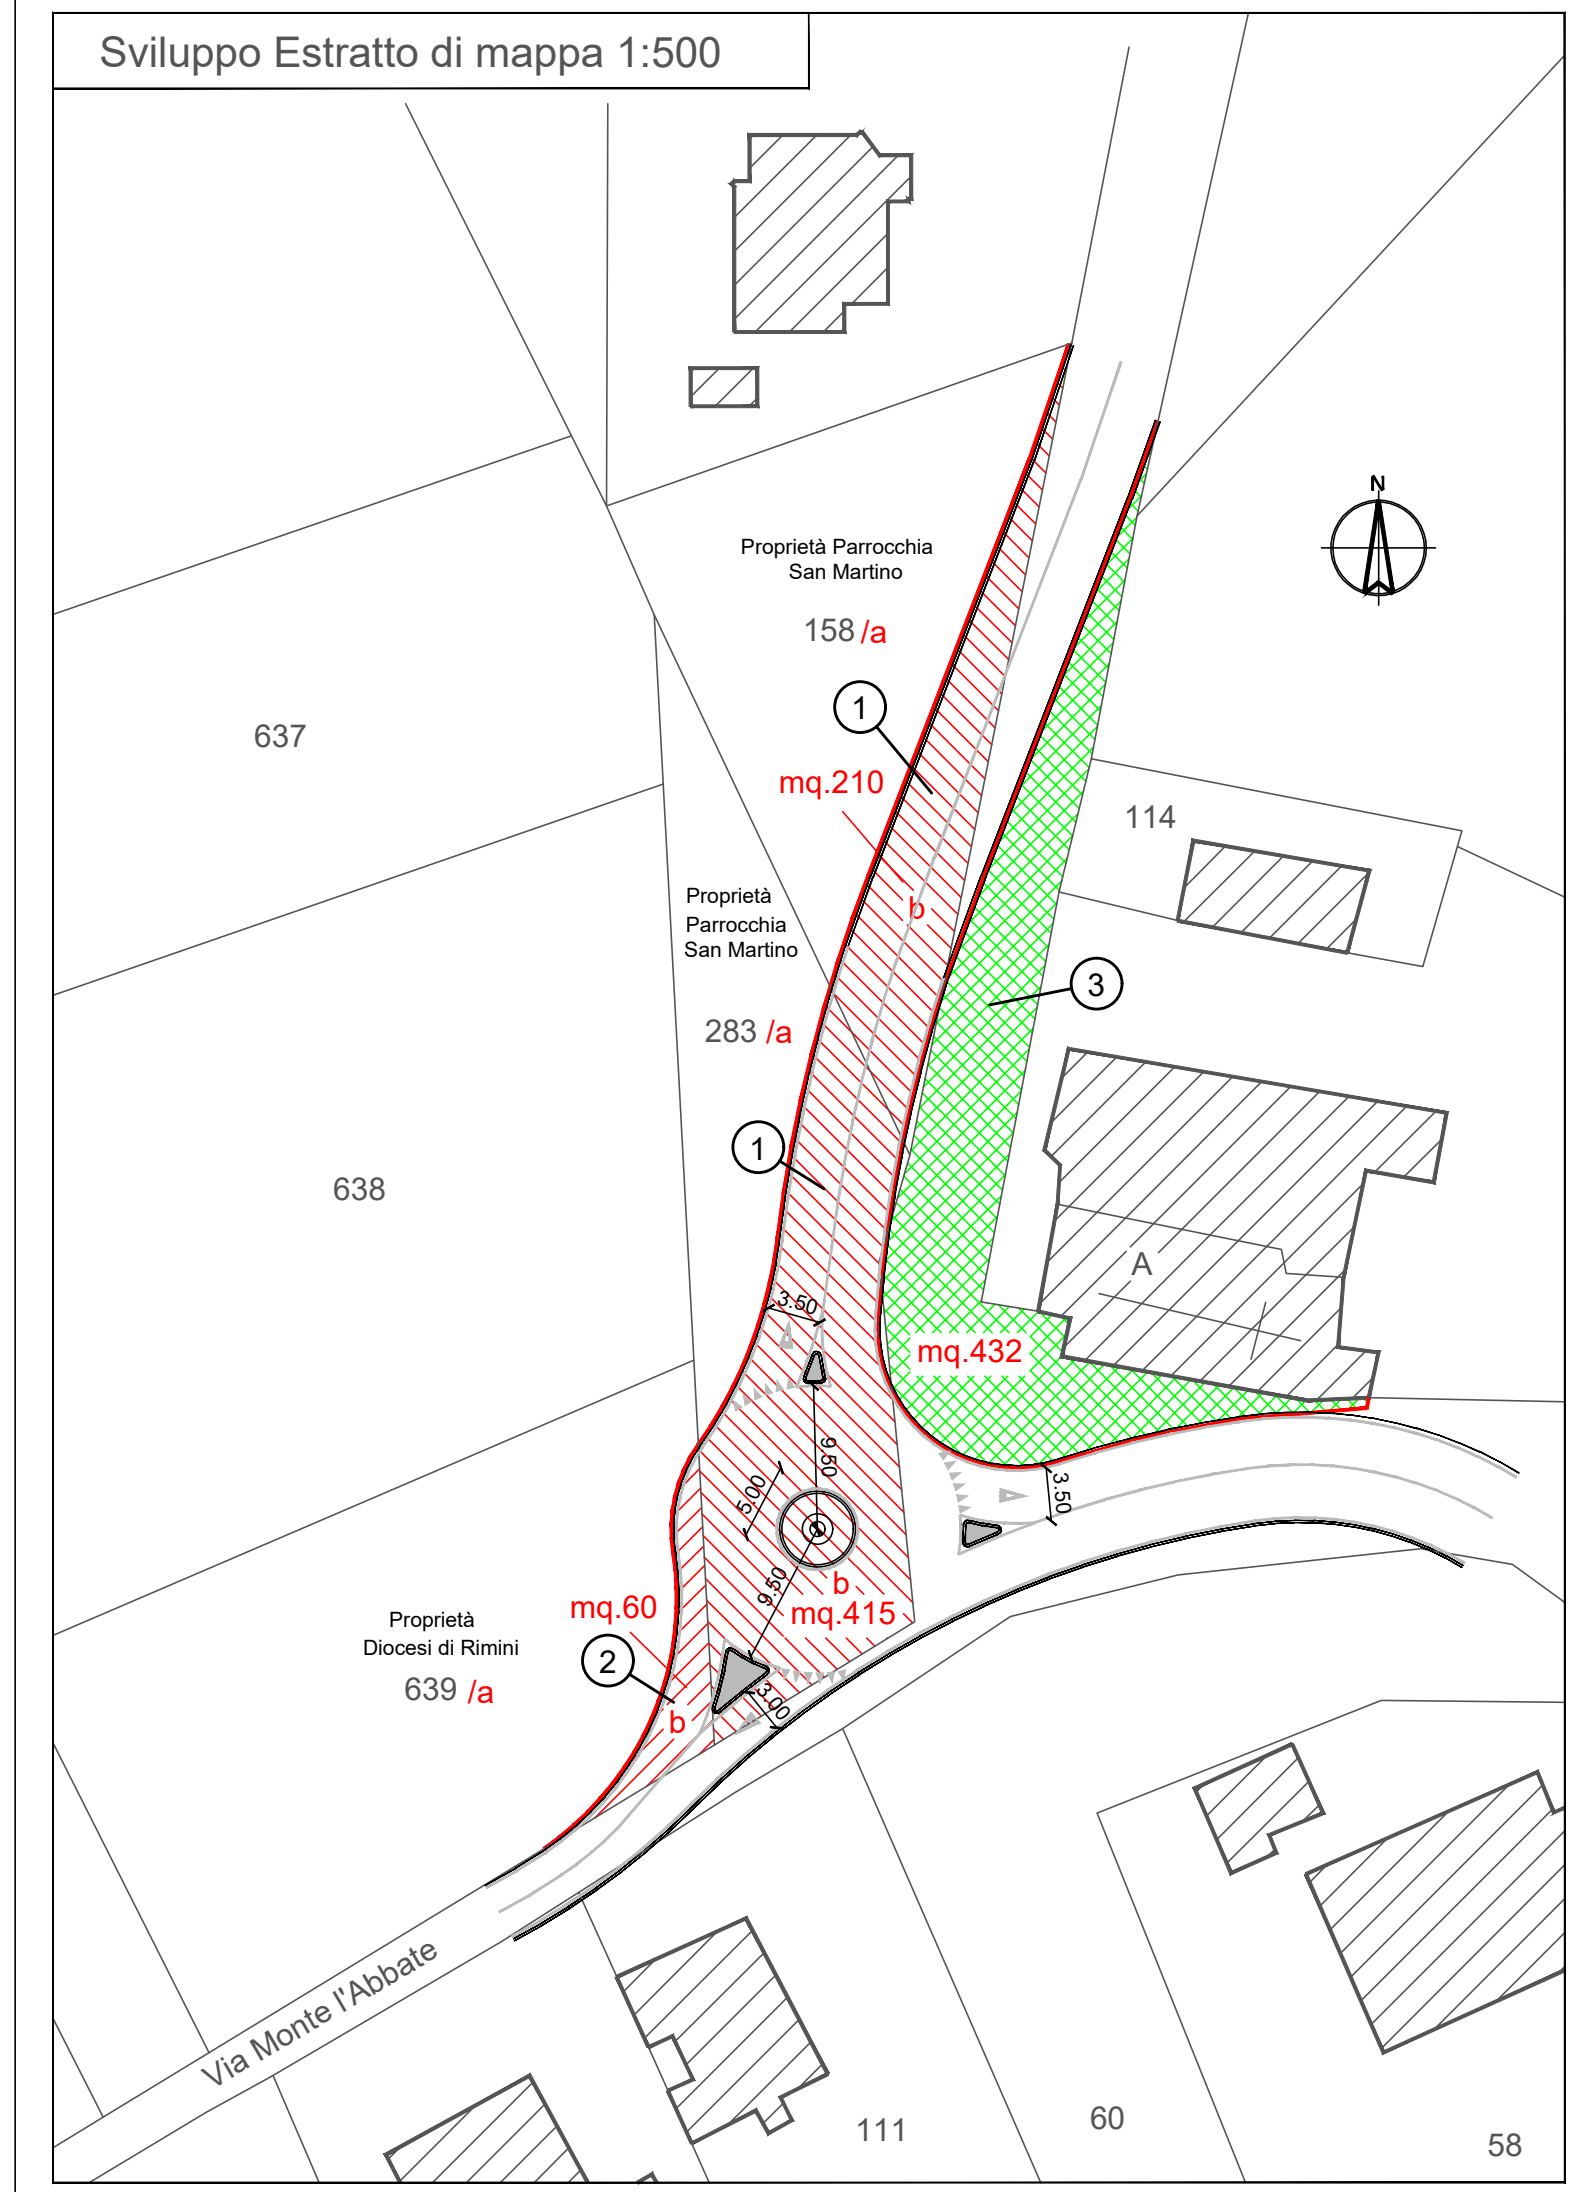 Sviluppo Estratto di mappa 1:500
N
Proprietà Parrocchia
San Martino
158 /a
1
637
mq.210
114
b
Proprietà
Parrocchia
San Martino
3
283 /a
1
638
A
3.50
mq.432
9.50
5.00
3.50
9.50
b
mq.60
mq.415
Proprietà
Diocesi di Rimini
2
639 /a
3.00
b
Via Monte l'Abbate
111
60
58